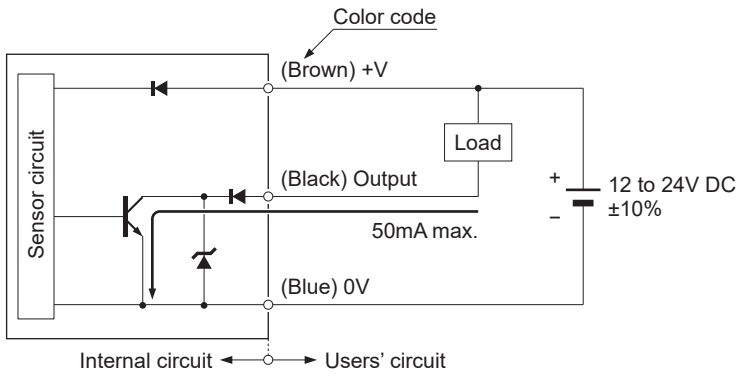 Color code
(Brown) +V
Sensor circuit
Load
(Black) Output
+
12 to 24V DC
−
±10%
50mA max.
(Blue) 0V
Internal circuit
Users' circuit